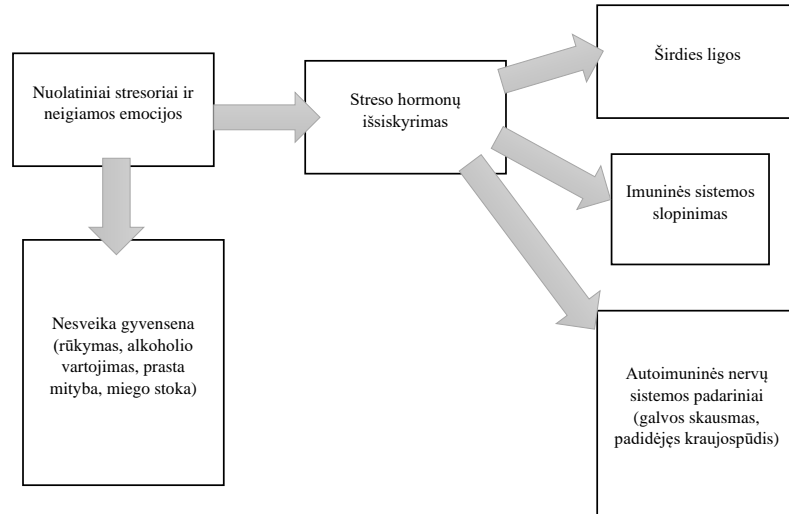 Nuolatiniai stresoriai ir
neigiamos emocijos
Streso hormonų
išsiskyrimas
Širdies ligos
Imuninės sistemos
slopinimas
Nesveika gyvensena
(rūkymas, alkoholio
vartojimas, prasta
mityba, miego stoka)
Autoimuninės nervų
sistemos padariniai
(galvos skausmas,
padidėjęs kraujospūdis)